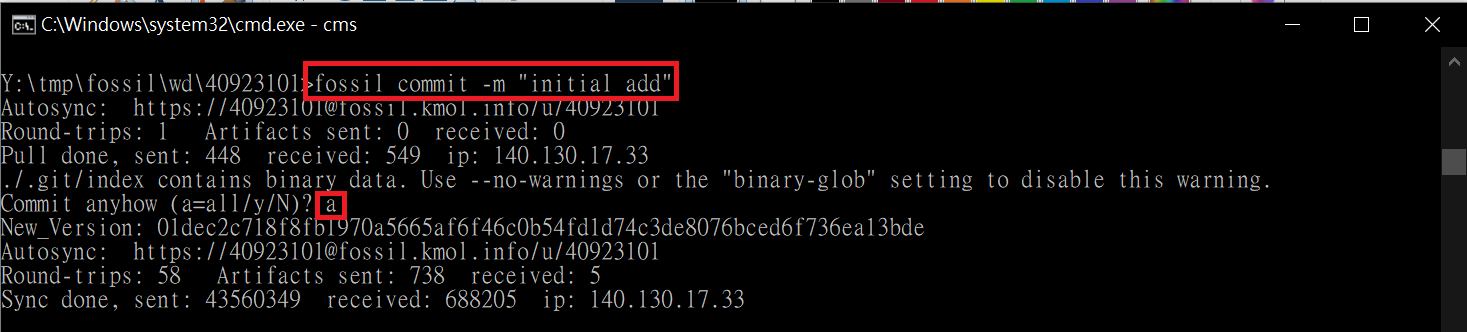 C:\Windows\system32\cmd.exe - cms
Y:\tmp\fossil\wd\40923101>fossil commit -m "initial add"
Autosync:  https://40923101@fossil.kmol.info/u/40923101
Round-trips: 1   Artifacts sent: 0  received: 0
Pull done, sent: 448  received: 549  ip: 140.130.17.33
./.git/index contains binary data. Use --no-warnings or the "binary-glob" setting to disable this warning.
Commit anyhow (a=all/y/N)? a
New_Version: 01dec2c718f8fb1970a5665af6f46c0b54fd1d74c3de8076bced6f736ea13bde
Autosync:  https://40923101@fossil.kmol.info/u/40923101
Round-trips: 58   Artifacts sent: 738  received: 5
Sync done, sent: 43560349  received: 688205  ip: 140.130.17.33